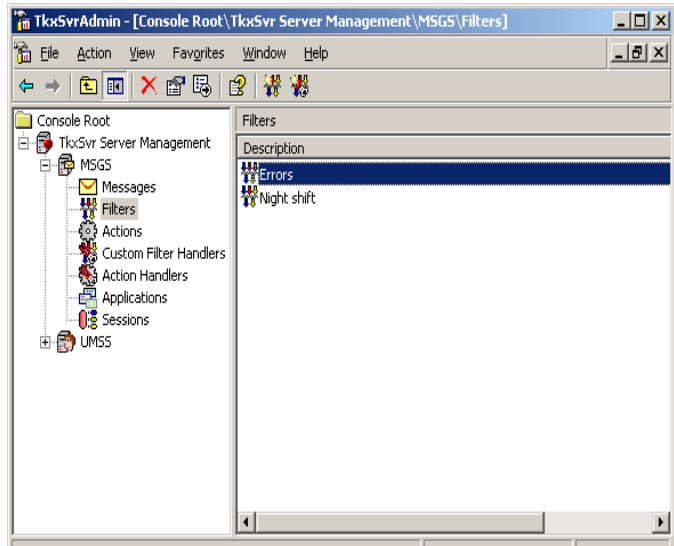 TkxSvrAdmin - [Console Root\TkxSvr Server Management\MSGS\Filters]
File Action View Favorites Window Help
Console Root
TkxSvr Server Management
MSGS
Messages
Filters
Actions
Custom Filter Handlers
Action Handlers
Applications
Sessions
UMSS
Filters
Description
Errors
Night shift